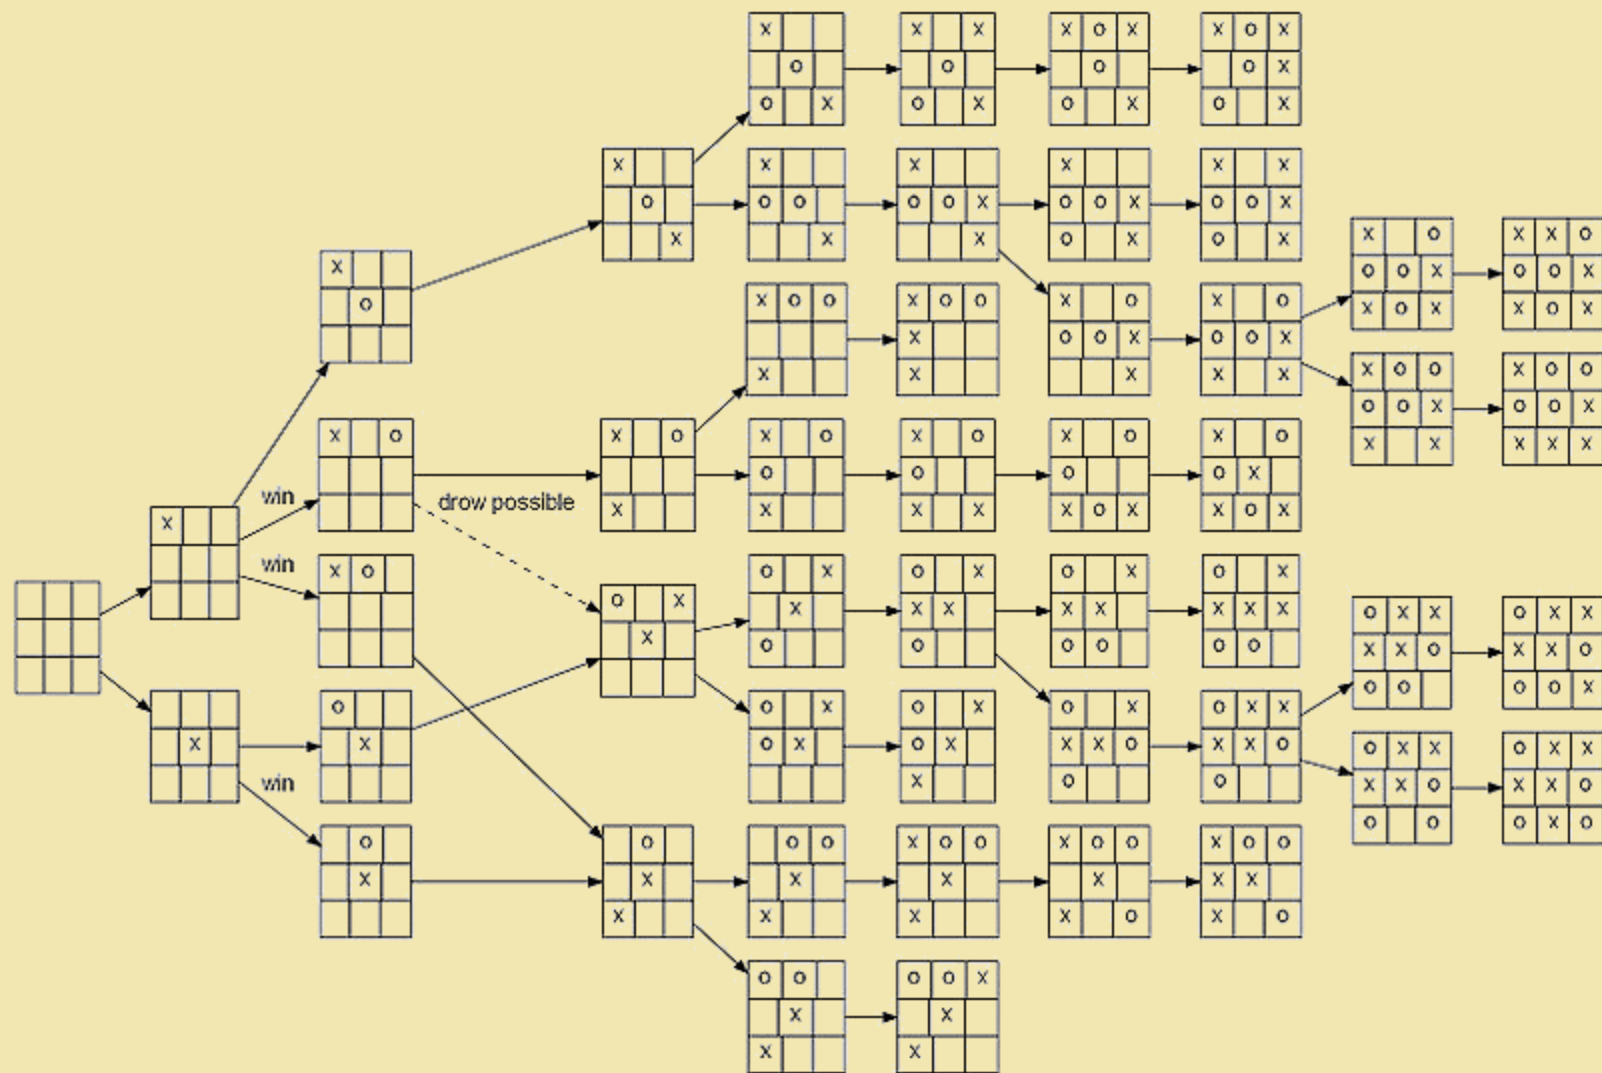 X X X X O X X O X
O O O O X
O X O X O X O X
X X X X X X
O O O O O X O O X O O X
X X X O X O X
X O X X O
X
O O X O O X
O X O O X O O X O X O
X O X X O X
X O O X O O X
X X X X X
X O O X O O
O O X O O X
X O X O X O X O X O X O
X X X X X
O O O O X
win
drow possible
X X X X X O X X O X
X
win
X O O X O X O X O X
O X X X X X X X X X
O X X O X X
X O O O O O O
X X O X X O
O O O O X
O O X O X O X O X X
X X O X O X X X O X X O
O X X O X X
win
O X O O
X X O X X O
O O O X O
O O O O X O O X O O X O O
X X X X X X X
X X X X O X O
O O O O X
X X
X X